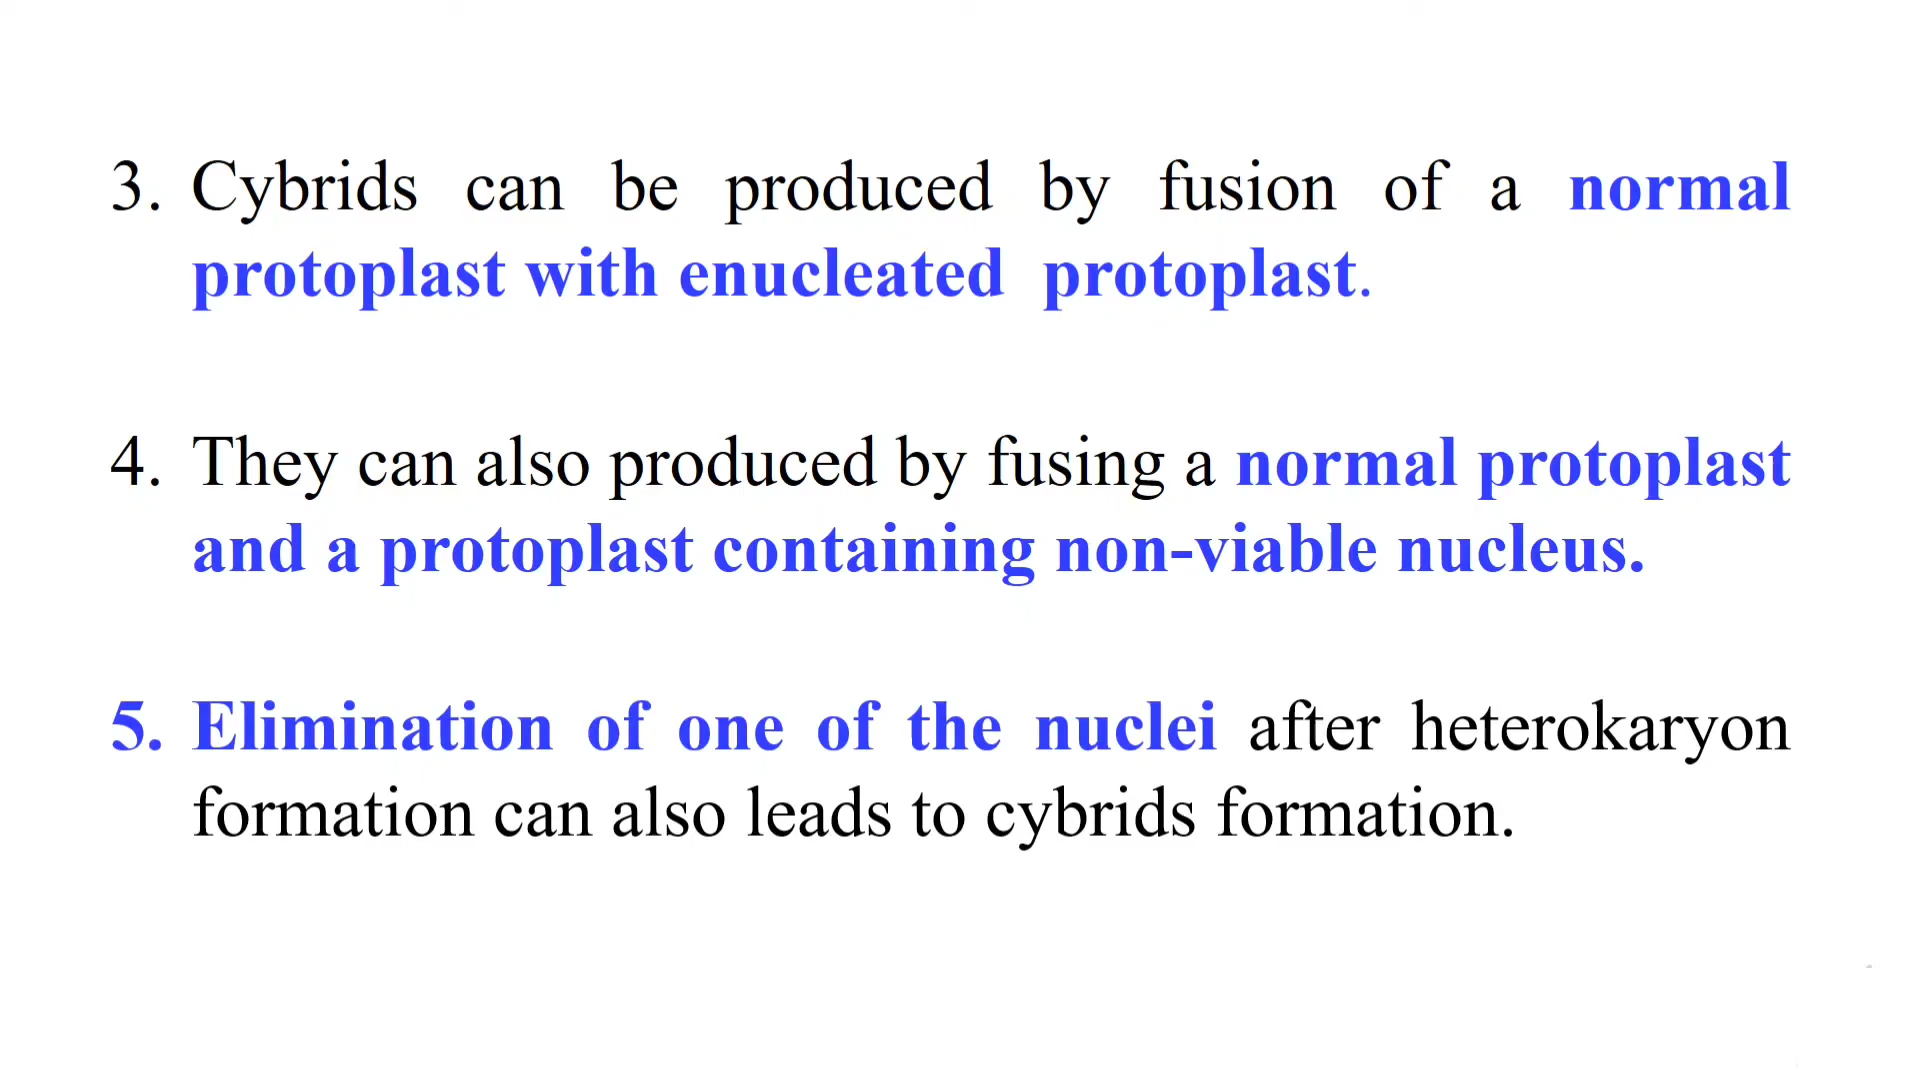 3. Cybrids can be produced by fusion of a normal
protoplast with enucleated protoplast.
4. They can also produced by fusing a normal protoplast
and a protoplast containing non-viable nucleus.
5. Elimination of one of the nuclei after heterokaryon
formation can also leads to cybrids formation.